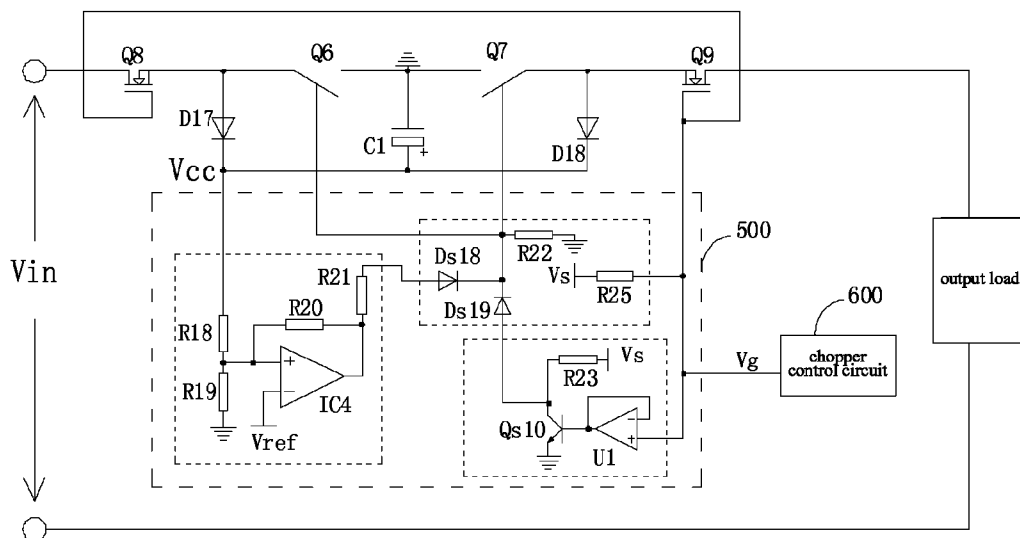 Q8
Q6
Q7
Q9
D17
C1
+
D18
Vcc
500
R22
Ds18
R21
Vs
R25
Ds19
Vin
output load
600
R20
R18
chopper
control circuit
Vg
Vs
R23
+
R19
-
IC4
Qs10
-
+
Vref
U1